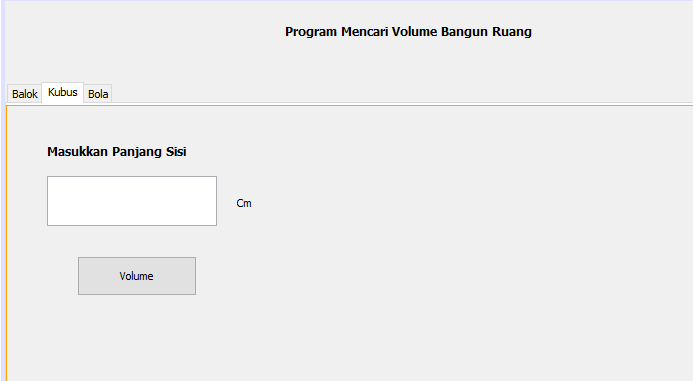 Program Mencari Volume Bangun Ruang
Balok Kubus Bola
Masukkan Panjang Sisi
Cm
Volume